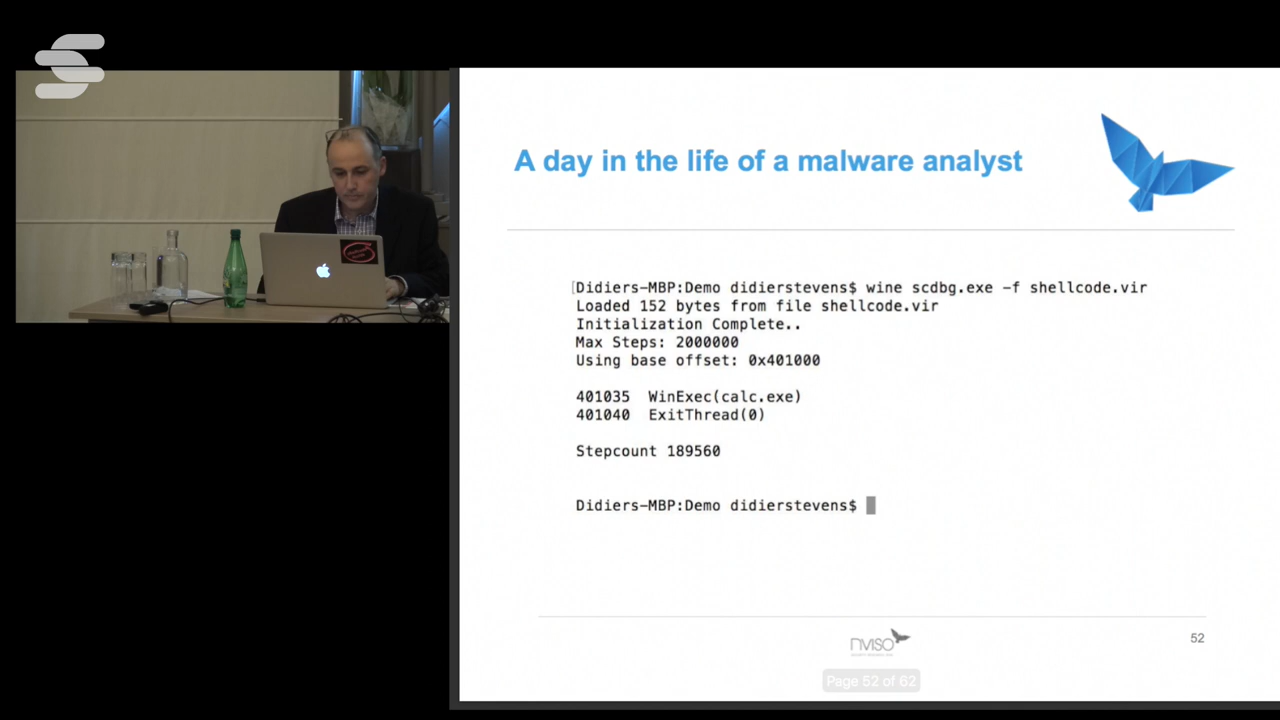 A day in the life of a malware analyst
Didiers-MBP:Demo didierstevens$ wine scdbg.exe -f shellcode.vir
Loaded 152 bytes from file shellcode.vir
Initialization Complete..
Max Steps: 2000000
Using base offset: 0x401000
401035 WinExec(calc.exe)
401040 ExitThread(0)
Stepcount 189560
Didiers-MBP:Demo didierstevens$
NVISO
52
Page 52 of 62